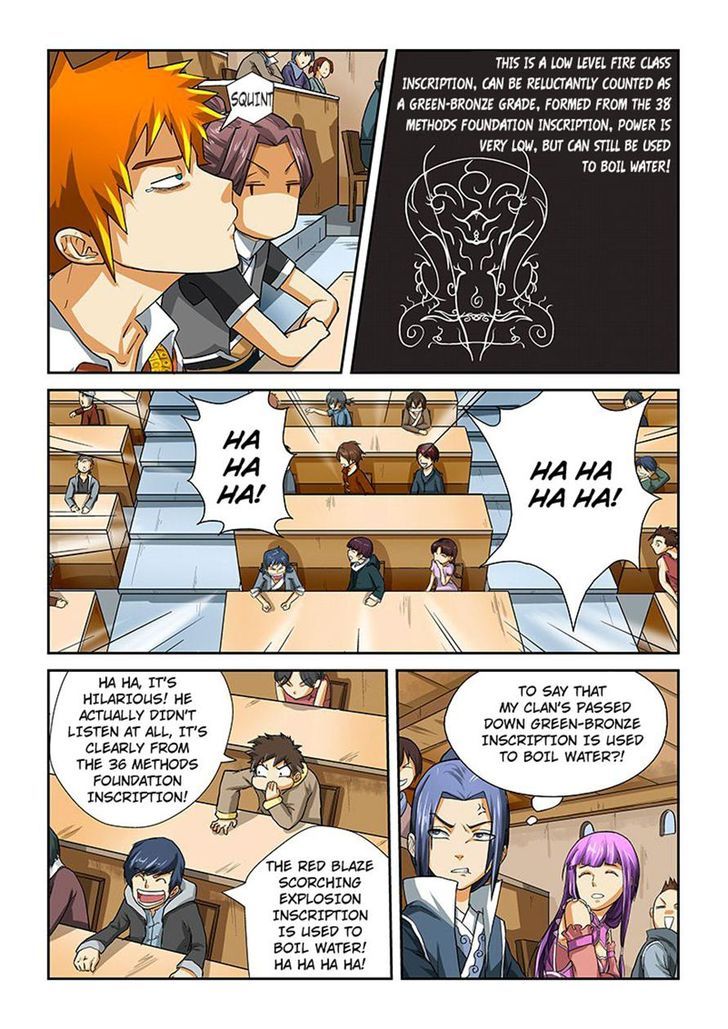 SQUINT
THIS IS A LOW LEVEL FIRE CLASS
INSCRIPTION, CAN BE RELUCTANTLY COUNTED AS
A GREEN-BRONZE GRADE, FORMED FROM THE 38
METHODS FOUNDATION INSCRIPTION, POWER IS
VERY LOW, BUT CAN STILL BE USED
TO BOIL WATER!
HA
HA
HA!
HA HA
HA HA!
HA HA, IT'S
HILARIOUS! HE
ACTUALLY DIDN'T
LISTEN AT ALL, IT'S
CLEARLY FROM
THE 36 METHODS
FOUNDATION
INSCRIPTION!
THE RED BLAZE
SCORCHING
EXPLOSION
INSCRIPTION
IS USED TO
BOIL WATER!
HA HA HA HA!
TO SAY THAT
MY CLAN'S PASSED
DOWN GREEN-BRONZE
INSCRIPTION IS USED
TO BOIL WATER?!